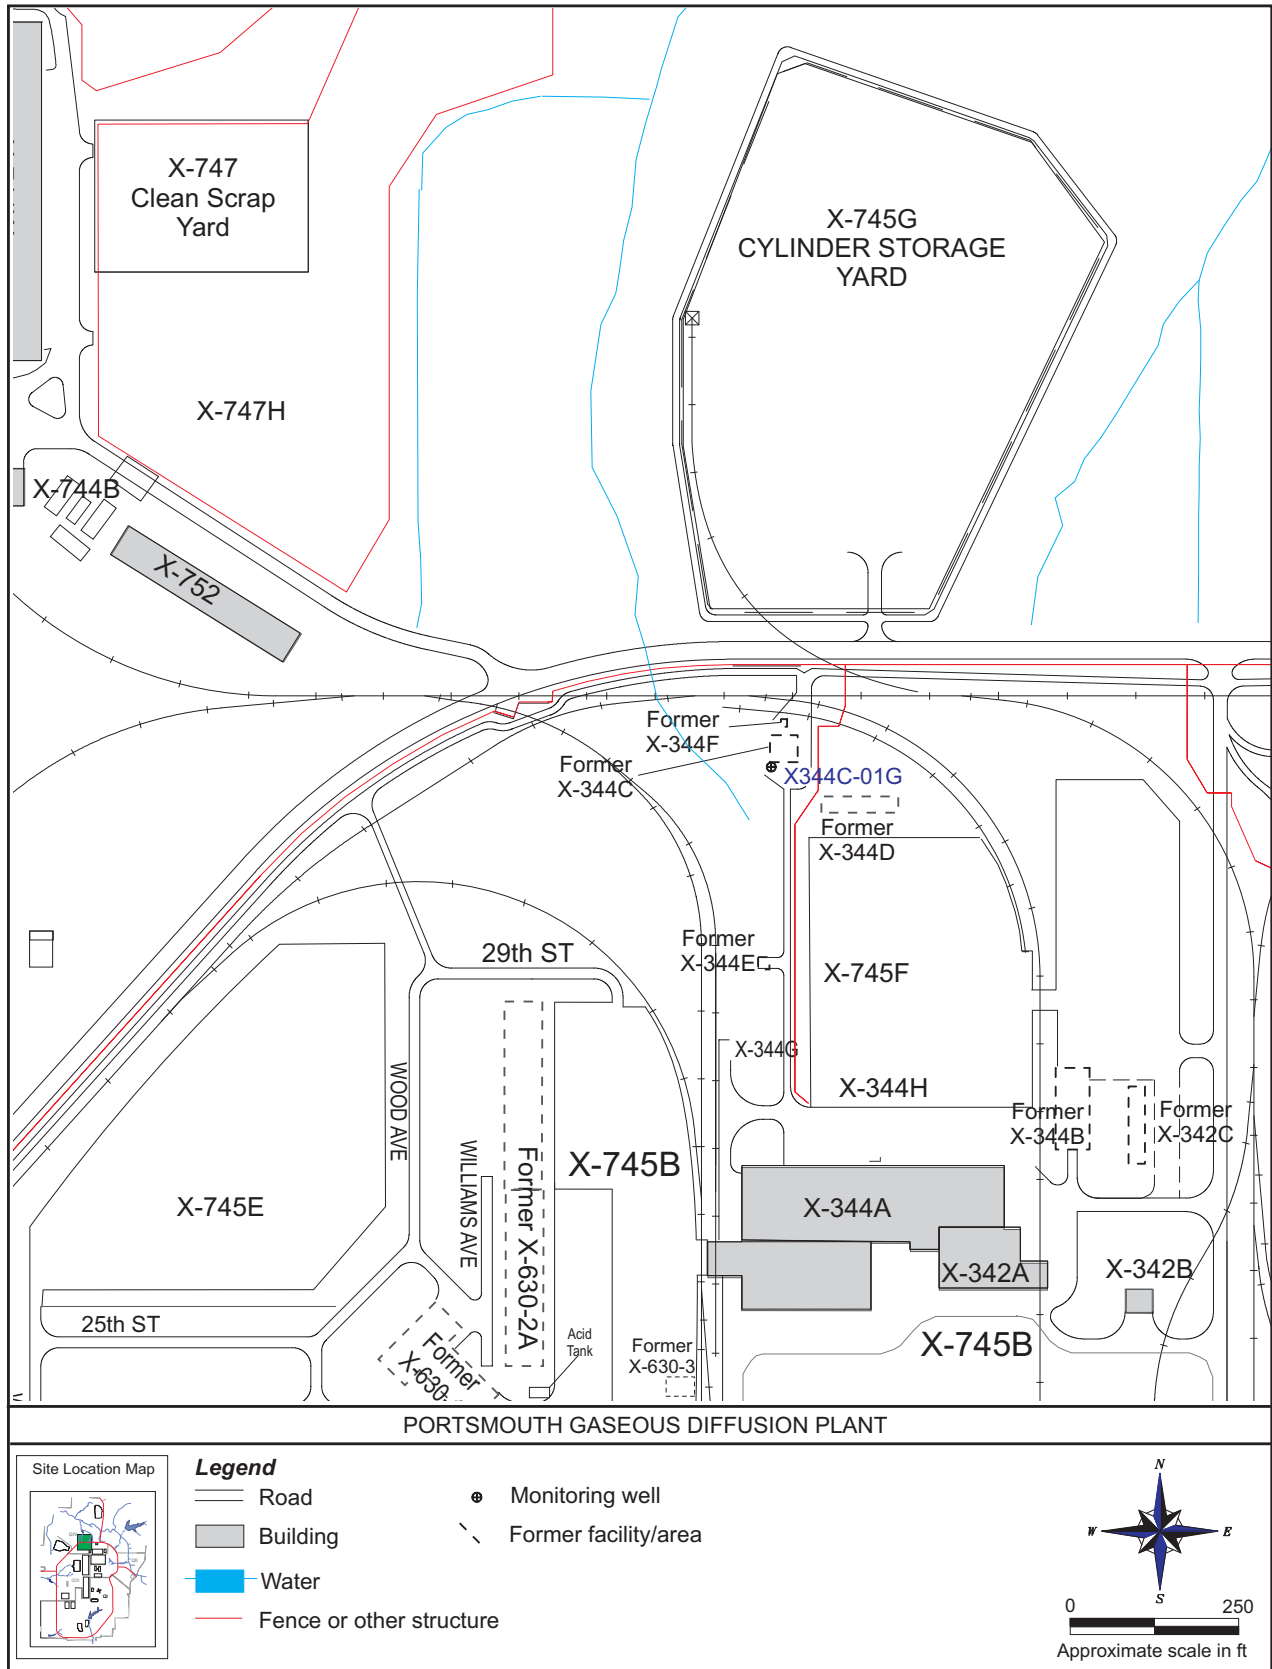 X-747
Clean Scrap
Yard
X-745G
CYLINDER STORAGE
YARD
X-747H
X-744B
X-752
Former
X-344F
Former
X-344C
X344C-01G
Former
X-344D
29th ST
Former
X-344E
X-745F
X-344G
X-344H
WOOD AVE
Former
X-344B
Former
X-342C
WILLIAMS AVE
Former X-630-2A
X-745B
X-745E
X-344A
X-342A
X-342B
25th ST
Former
X-630
Acid
Tank
Former
X-630-3
X-745B
PORTSMOUTH GASEOUS DIFFUSION PLANT
Site Location Map
Legend
Road
Building
Water
Fence or other structure
Monitoring well
Former facility/area
N
W
E
S
0
250
Approximate scale in ft